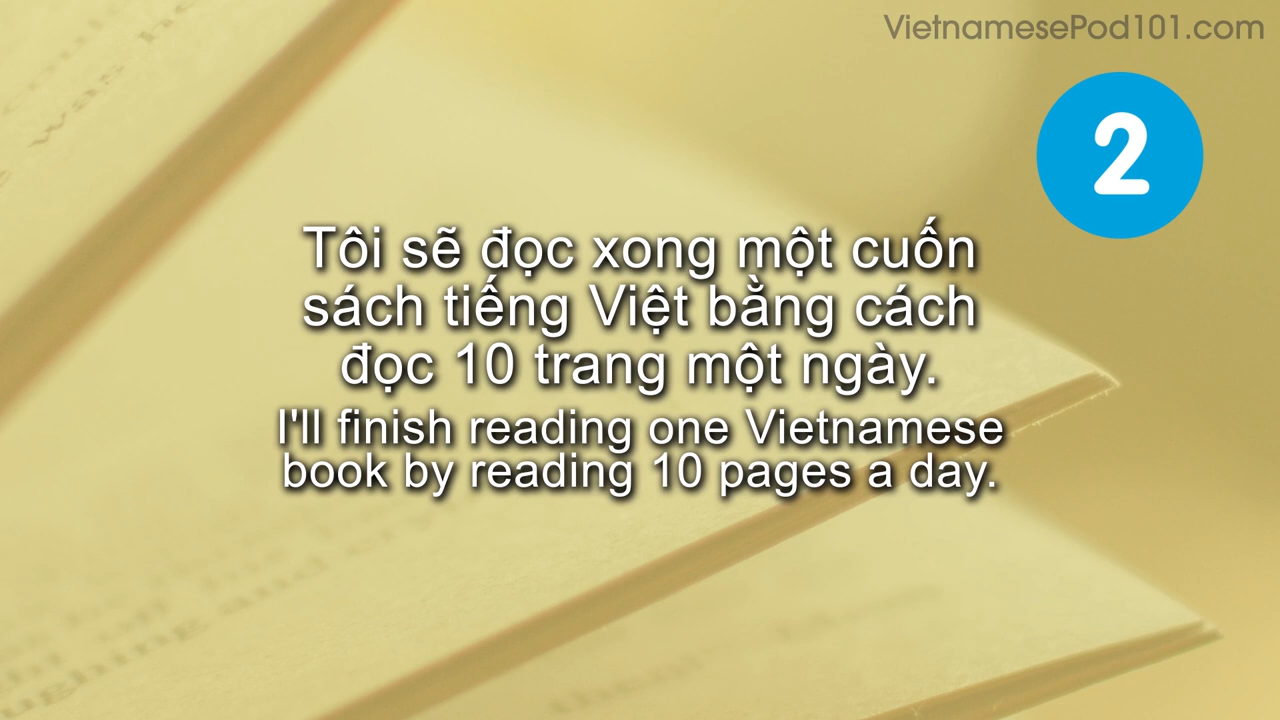 VietnamesePod101.com
2
Tôi sẽ đọc xong một cuốn
sách tiếng Việt bằng cách
đọc 10 trang một ngày.
I'll finish reading one Vietnamese
book by reading 10 pages a day.
was